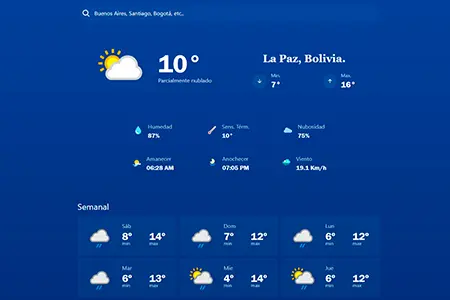 Buenos Aires, Santiago, Bogotá, etc..
10°
Parcialmente nublado
La Paz, Bolivia.
Min.
7°
Max.
16°
Humedad
87%
Sens. Térm.
10°
Nubosidad
75%
Amanecer
06:28 AM
Anochecer
07:05 PM
Viento
19.1 Km/h
Semanal
Sáb
8° 14°
min max
Dom
7° 12°
min max
Lun
6° 12°
min max
Mar
6° 13°
min max
Mie
4° 14°
min max
Jue
6° 12°
min max